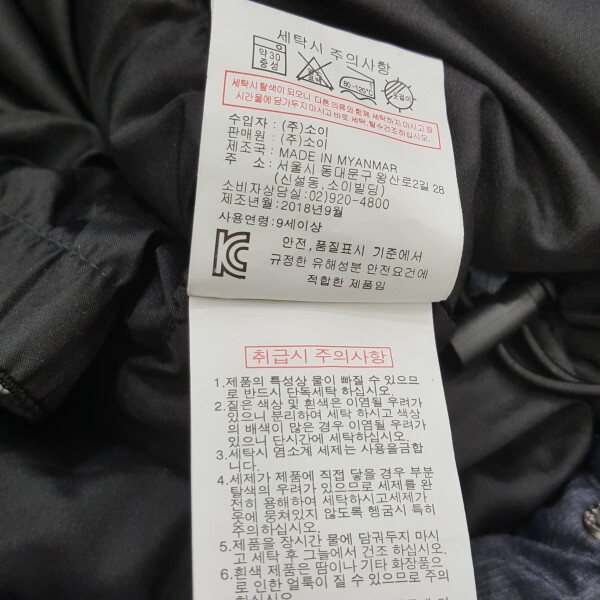 세탁시 주의사항
약30
중성
80~120℃
옷걸이
세탁시 탈색이 되오니 다른 의류와 함께 세탁하지 마시고 장
시간물에 담가두지마시고 바로 세탁, 탈수건조하십시오.
수입자 : (주)소이
판매원 : (주)소이
제조국 : MADE IN MYANMAR
주 소 : 서울시 동대문구 왕산로2길 28
(신설동, 소이빌딩)
소비자상담실: 02)920-4800
제조년월: 2018년9월
사용연령: 9세이상
안전,품질표시 기준에서
규정한 유해성분 안전요건에
적합한 제품임
취급시 주의사항
1.제품의 특성상 물이 빠질 수 있으므
로 반드시 단독세탁 하십시오.
2.짙은 색상 및 흰색은 이염될 우려가
있으니 분리하여 세탁 하시고 색상
의 배색이 많은 경우 이염될 우려가
있으니 단시간에 세탁하십시오.
3.세탁시 염소계 세제는 사용을금합
니다.
4.세제가 제품에 직접 닿을 경우 부분
탈색의 우려가 있으므로 세제를 완
전히 용해하여 세탁하시고세제가
옷에 뭉쳐있지 않도록 헹굼시 특히
주의하십시오.
5.제품을 장시간 물에 담궈두지 마시
고 세탁 후 그늘에서 건조 하십시오.
6.흰색 제품은 땀이나 기타 화장품으
로 인한 얼룩이 질 수 있으므로 주의
하여 주십시오